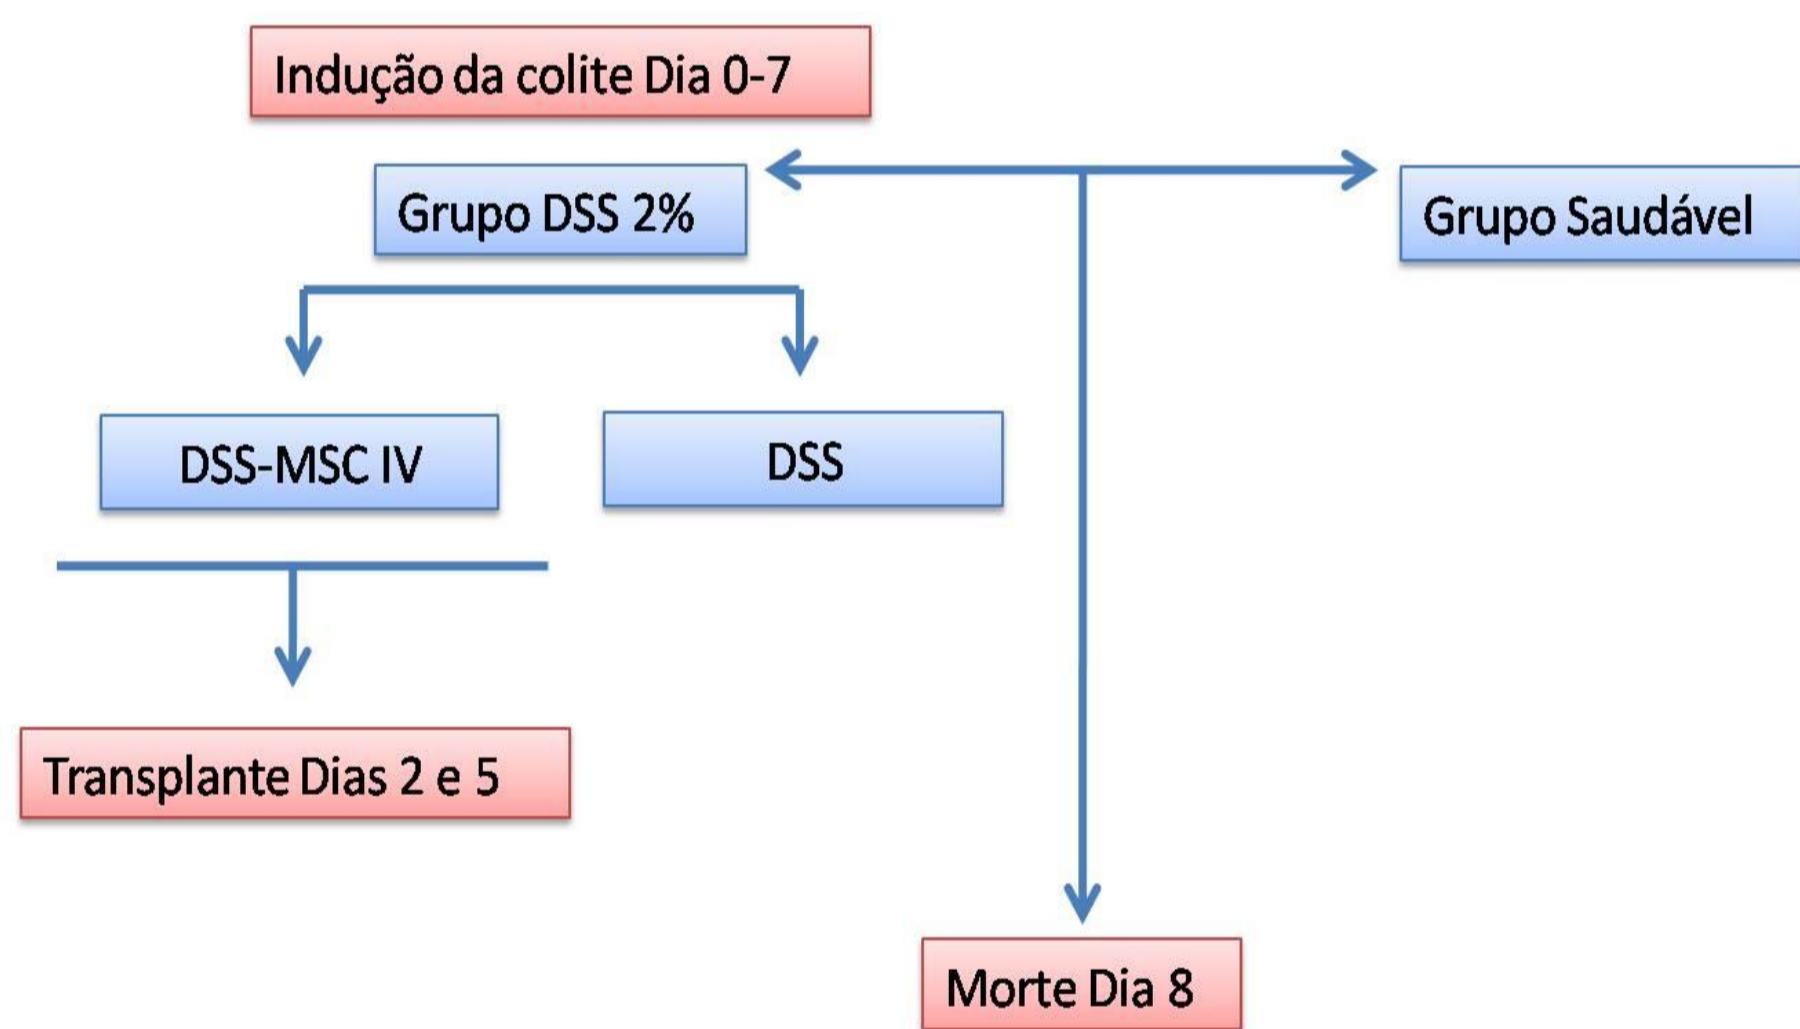 Indução da colite Dia 0-7
Grupo DSS 2%
Grupo Saudável
DSS-MSC IV
DSS
Transplante Dias 2 e 5
Morte Dia 8